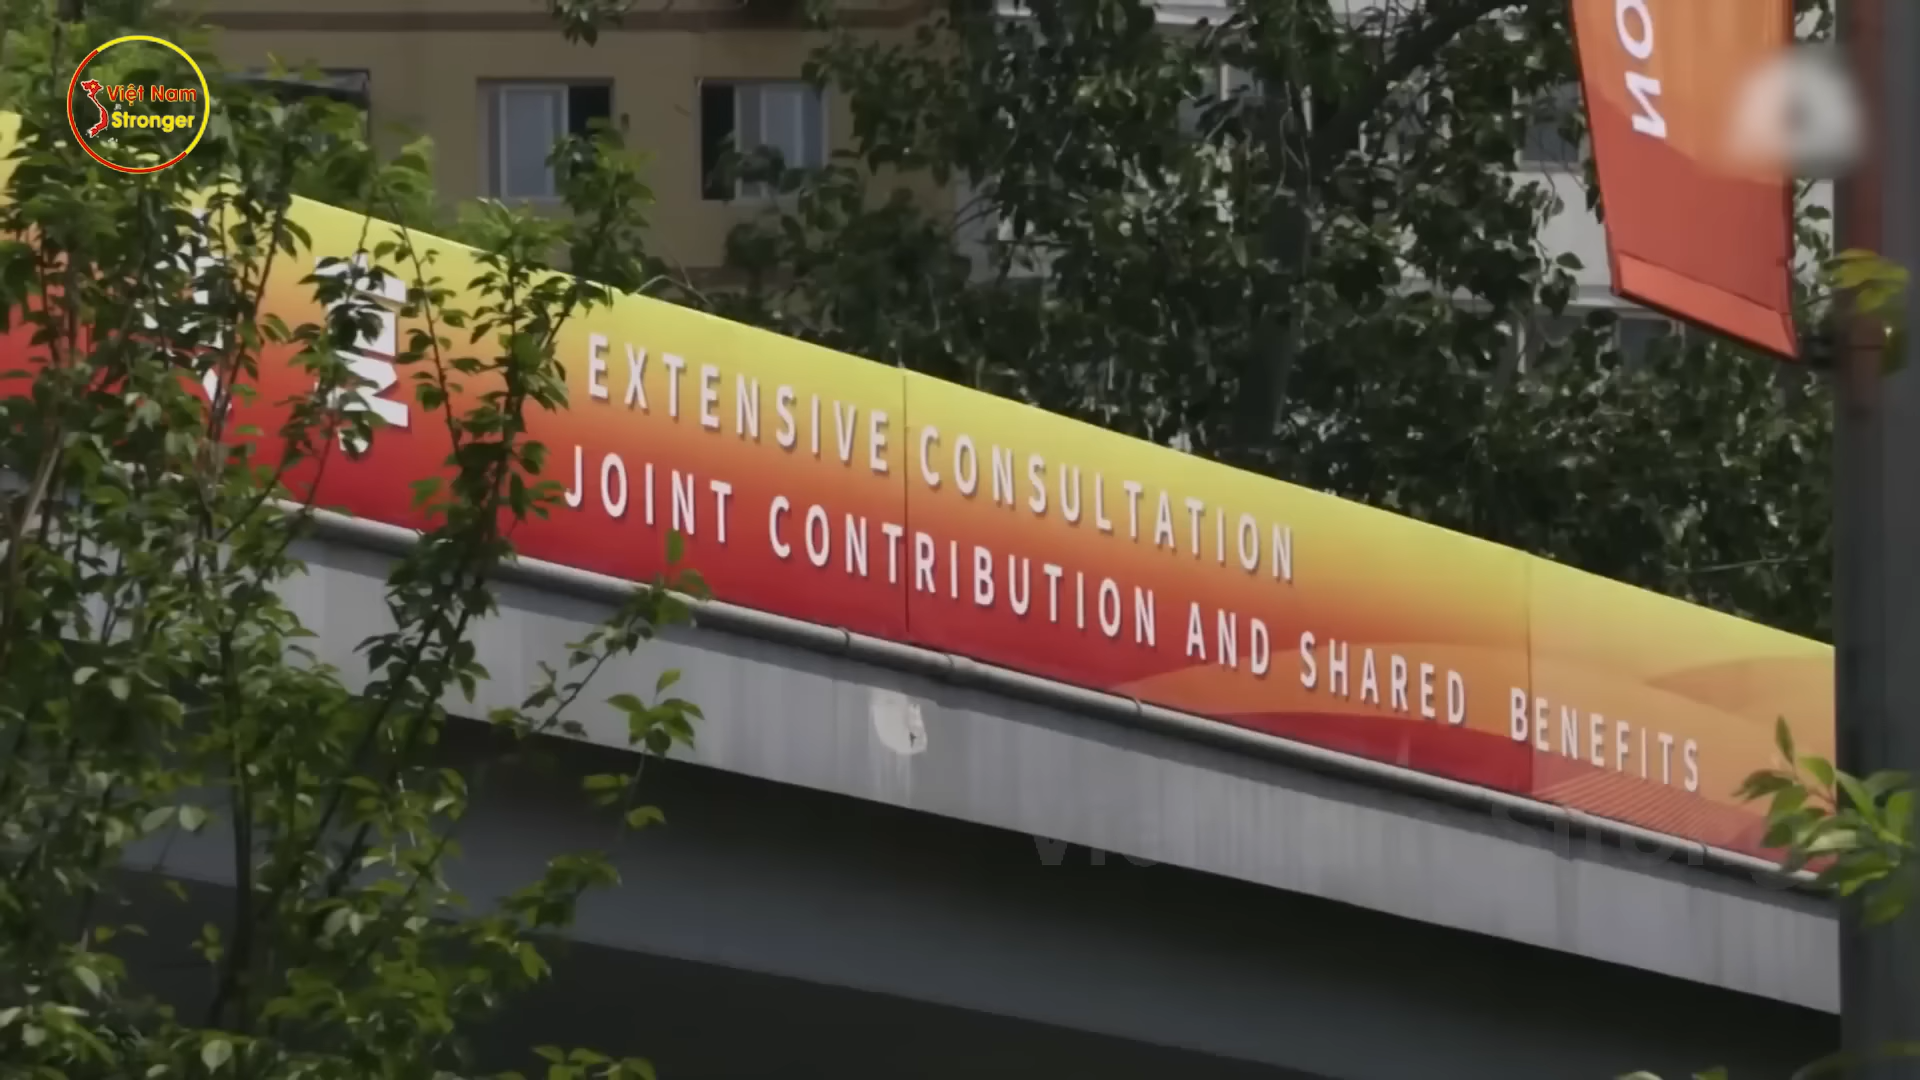 Việt Nam
Stronger
EXTENSIVE CONSULTATION
JOINT CONTRIBUTION AND SHARED BENEFITS